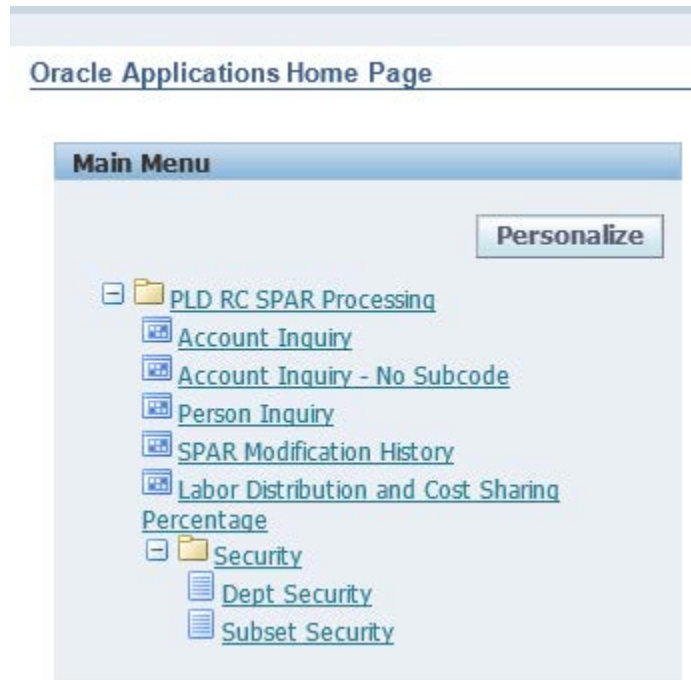 Oracle Applications Home Page
Main Menu
Personalize
PLD RC SPAR Processing
Account Inquiry
Account Inquiry - No Subcode
Person Inquiry
SPAR Modification History
Labor Distribution and Cost Sharing
Percentage
Security
Dept Security
Subset Security